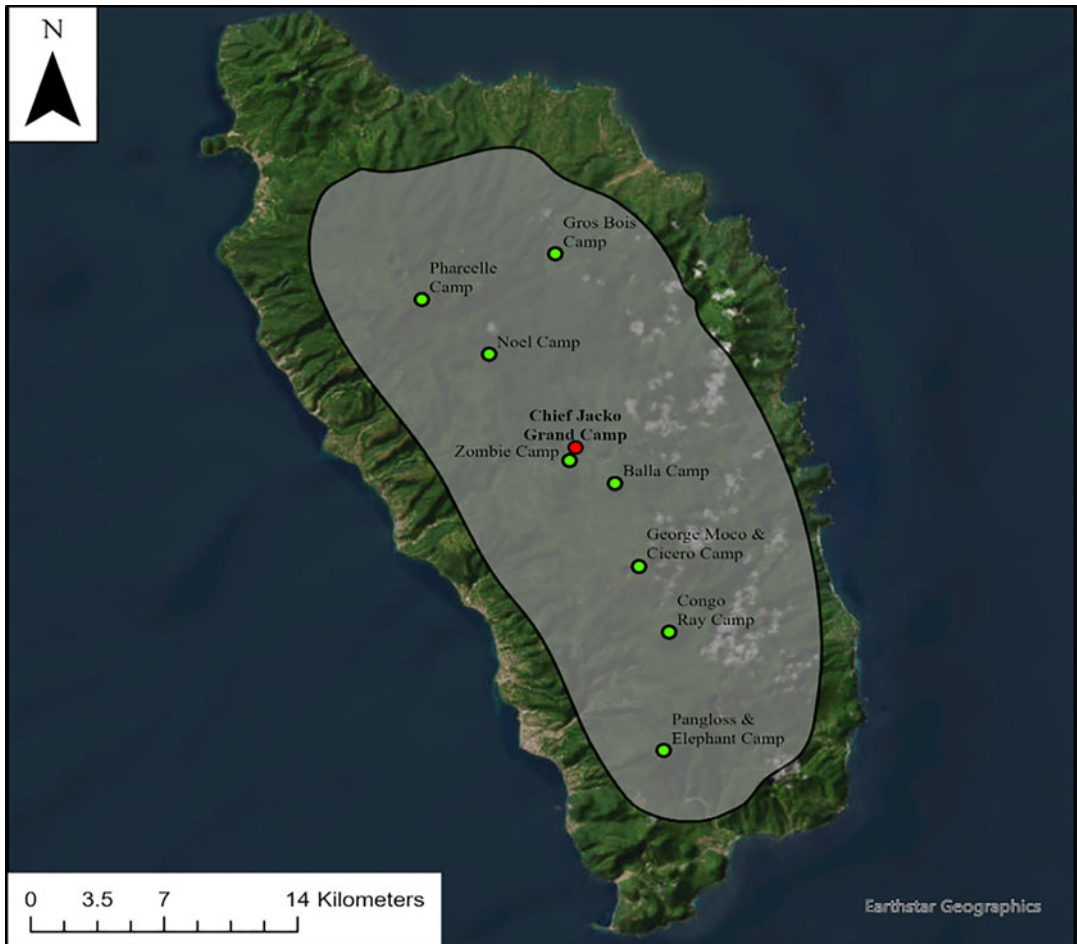 N
Gros Bois
Camp
Pharcelle
Camp
Noel Camp
Chief Jacko
Grand Camp
Zombie Camp
Balla Camp
George Moco &
Cicero Camp
Congo
Ray Camp
Pangloss &
Elephant Camp
0 3.5 7 14 Kilometers
Earthstar Geographics